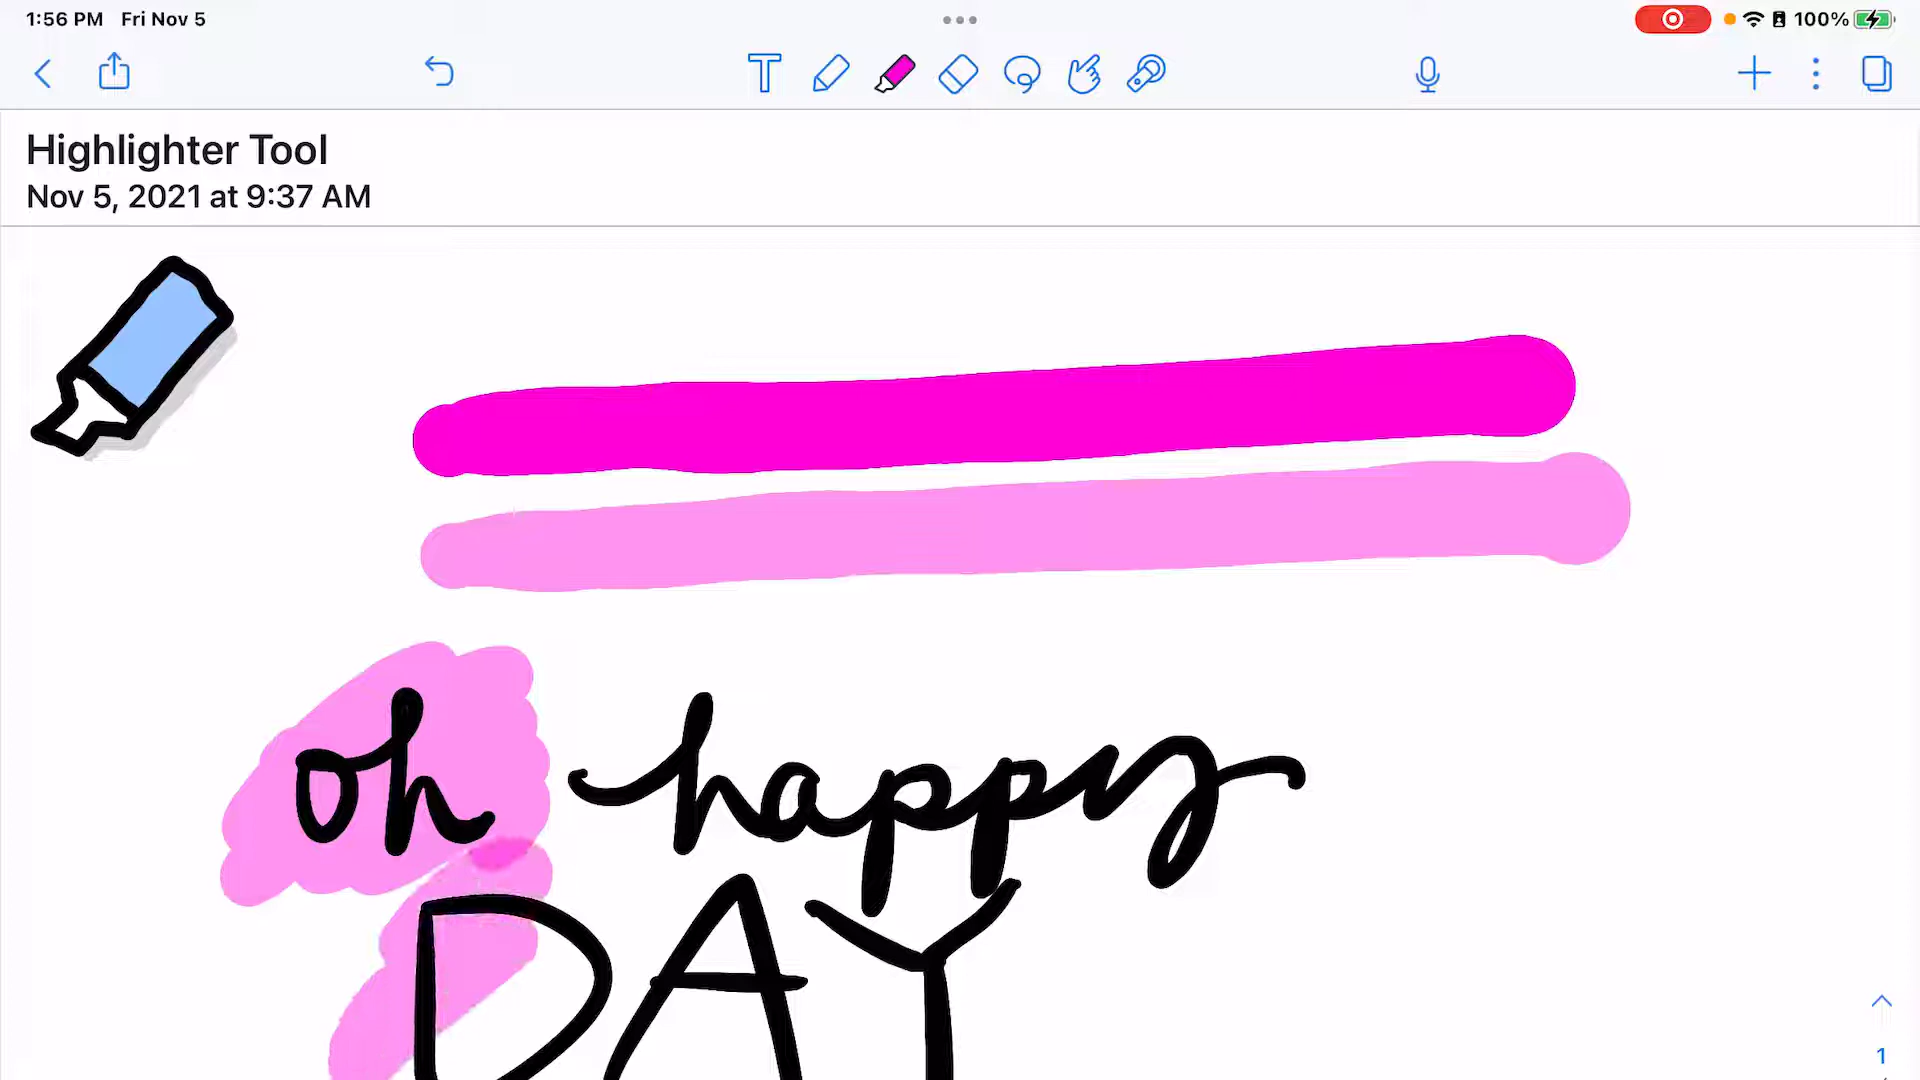 1:56 PM Fri Nov 5 100%
Highlighter Tool
Nov 5, 2021 at 9:37 AM
oh happy
DAY
1